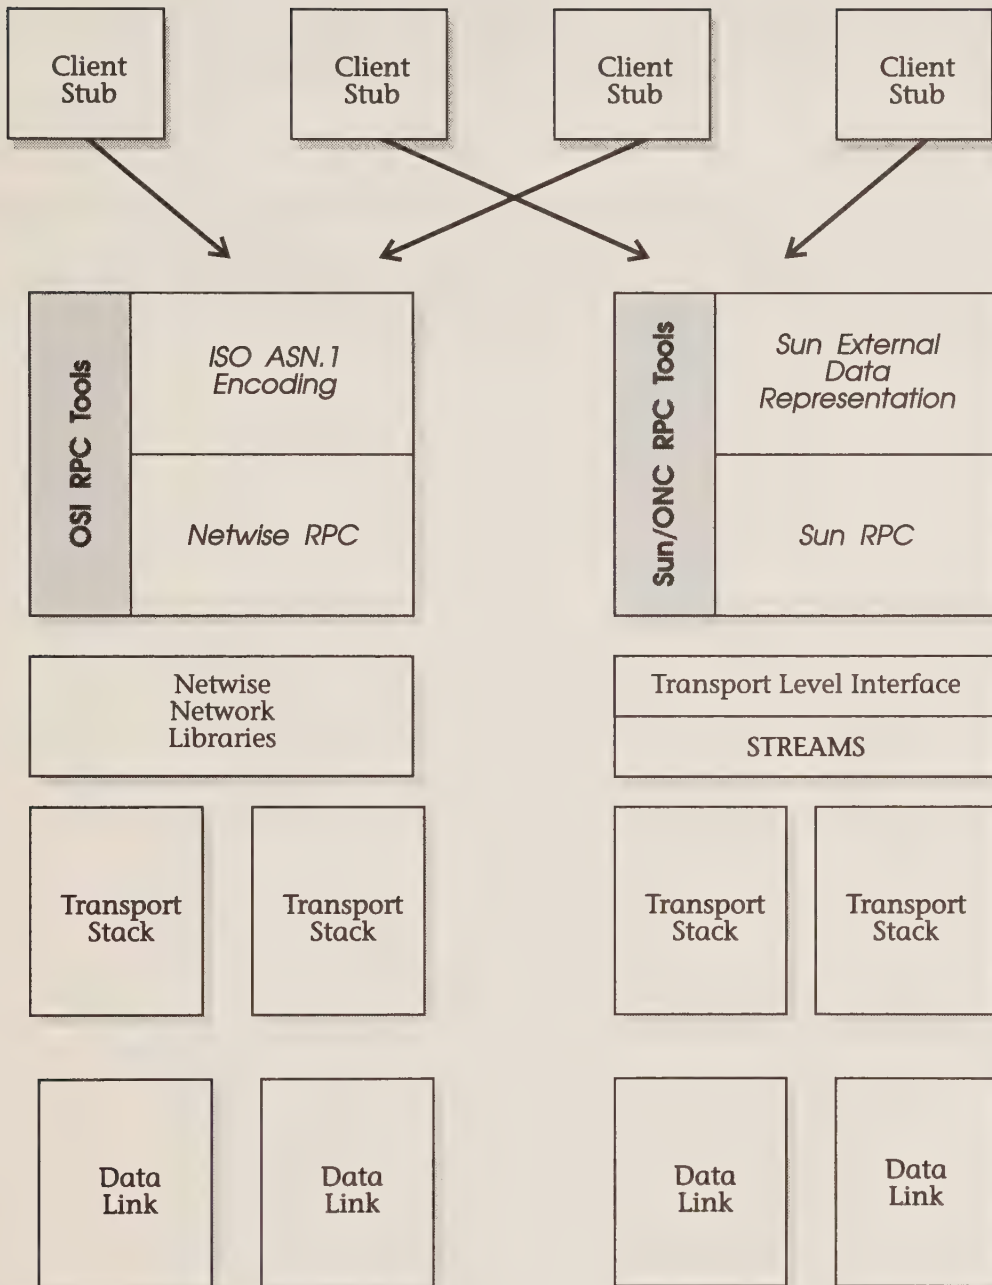 Client
Stub
Client
Stub
Client
Stub
Client
Stub
OSI RPC Tools
ISO ASN.1
Encoding
Netwise RPC
Sun/ONC RPC Tools
Sun External
Data
Representation
Sun RPC
Netwise
Network
Libraries
Transport Level Interface
STREAMS
Transport
Stack
Transport
Stack
Transport
Stack
Transport
Stack
Data
Link
Data
Link
Data
Link
Data
Link